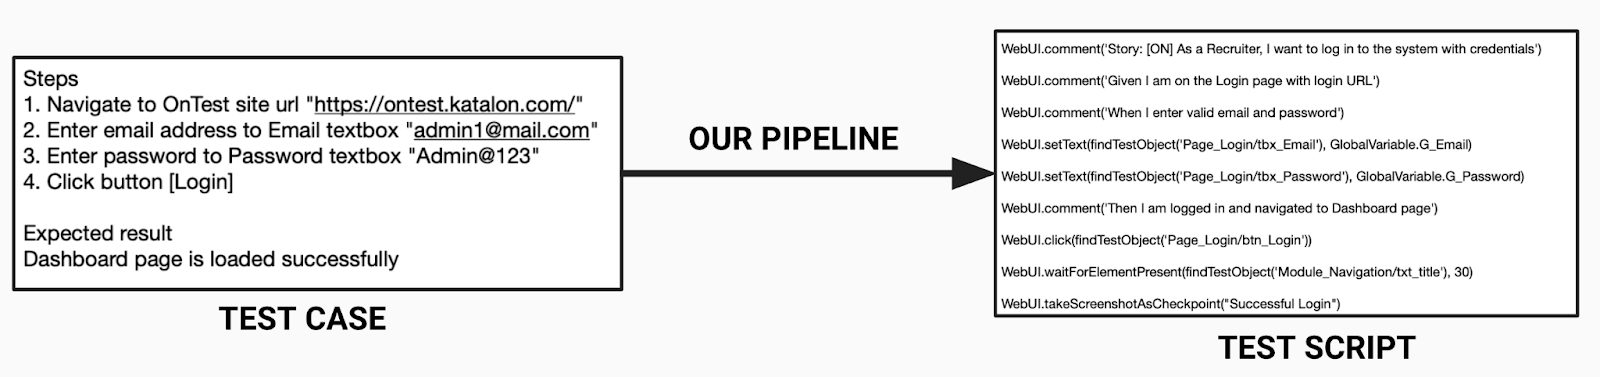 Steps
1. Navigate to OnTest site url "https://ontest.katalon.com/"
2. Enter email address to Email textbox "admin1@mail.com"
3. Enter password to Password textbox "Admin@123"
4. Click button [Login]
Expected result
Dashboard page is loaded successfully
TEST CASE
OUR PIPELINE
WebUI.comment('Story: [ON] As a Recruiter, I want to log in to the system with credentials')
WebUI.comment('Given I am on the Login page with login URL')
WebUI.comment('When I enter valid email and password')
WebUI.setText(findTestObject('Page_Login/tbx_Email'), GlobalVariable.G_Email)
WebUI.setText(findTestObject('Page_Login/tbx_Password'), GlobalVariable.G_Password)
WebUI.comment('Then I am logged in and navigated to Dashboard page')
WebUI.click(findTestObject('Page_Login/btn_Login'))
WebUI.waitForElementPresent(findTestObject('Module_Navigation/txt_title'), 30)
WebUI.takeScreenshotAsCheckpoint("Successful Login")
TEST SCRIPT